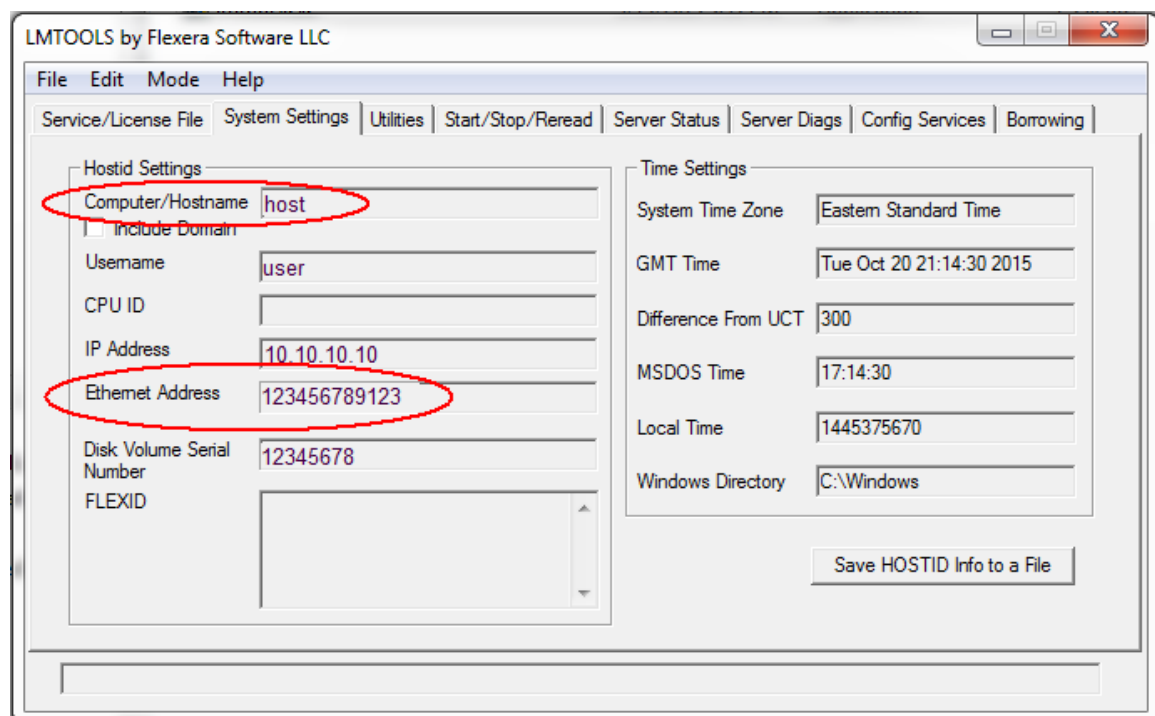 LMTOOLS by Flexera Software LLC
File Edit Mode Help
Service/License File System Settings Utilities Start/Stop/Reread Server Status Server Diags Config Services Borrowing
Hostid Settings
Computer/Hostname host
Include Domain
Username user
CPU ID
IP Address 10.10.10.10
Ethernet Address 123456789123
Disk Volume Serial
Number 12345678
FLEXID
Time Settings
System Time Zone Eastern Standard Time
GMT Time Tue Oct 20 21:14:30 2015
Difference From UCT 300
MSDOS Time 17:14:30
Local Time 1445375670
Windows Directory C:\Windows
Save HOSTID Info to a File